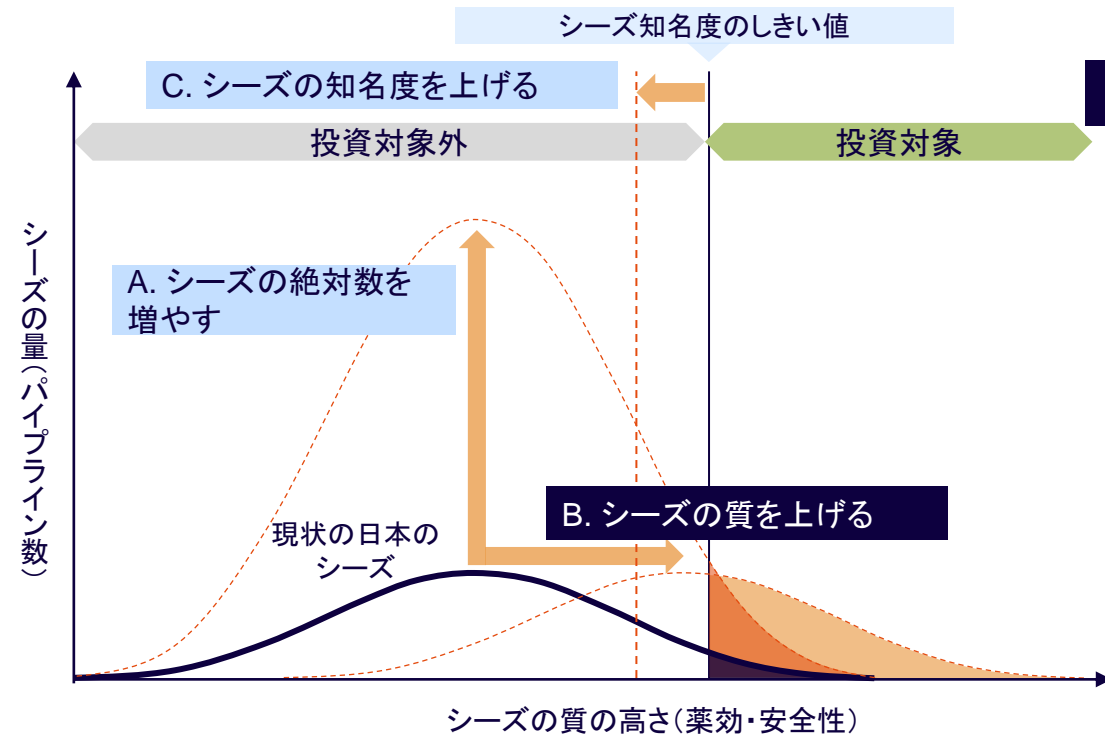 シーズ知名度のしきい値
C. シーズの知名度を上げる
投資対象外
投資対象
シーズの量(パイプライン数)
A. シーズの絶対数を
増やす
B. シーズの質を上げる
現状の日本の
シーズ
シーズの質の高さ(薬効・安全性)